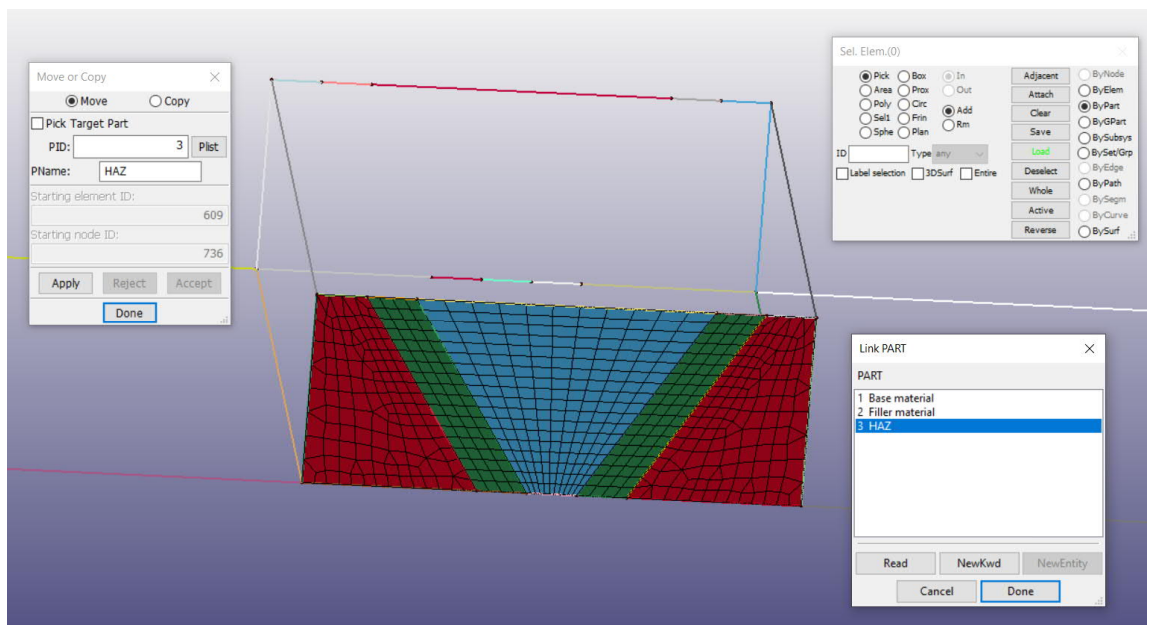 Move or Copy
Move Copy
Pick Target Part
PID: 3 Plist
PName: HAZ
Starting element ID:
609
Starting node ID:
736
Apply Reject Accept
Done
Sel. Elem.(0)
Pick Box In Adjacent ByNode
Area Prox Out Attach ByElem
Poly Circ Add Clear ByPart
Sel1 Frin Rm Save ByGPart
Sphe Plan BySubsys
ID Type any Load BySet/Grp
Label selection 3DSurf Entire Deselect ByEdge
Whole ByPath
Active BySegm
Reverse ByCurve
BySurf
Link PART
PART
1 Base material
2 Filler material
3 HAZ
Read NewKwd NewEntity
Cancel Done